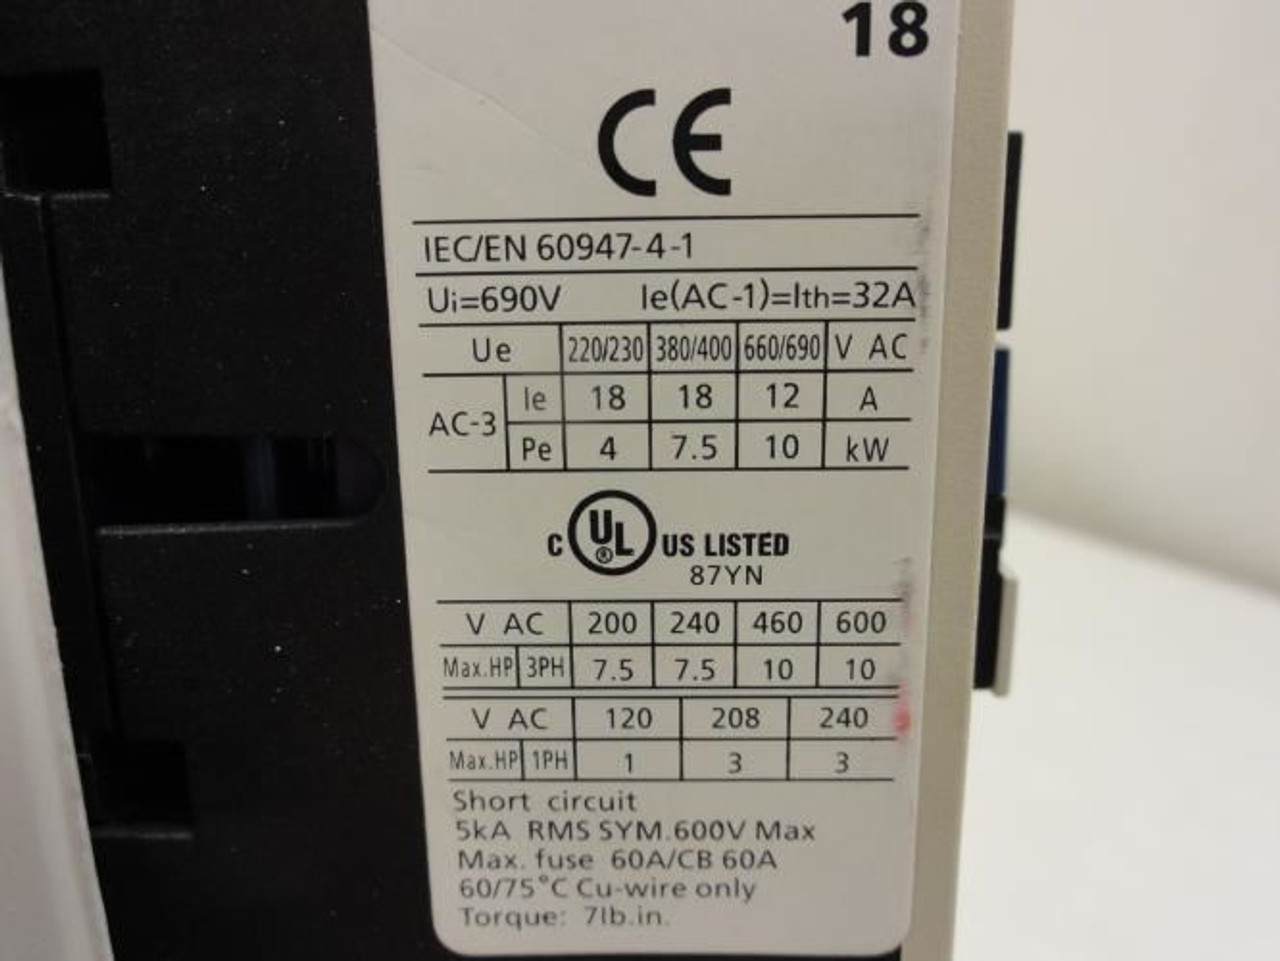 18
CE
IEC/EN 60947-4-1
Ui=690V Ie(AC-1)=Ith=32A
Ue 220/230 380/400 660/690 V AC
AC-3 Ie 18 18 12 A
Pe 4 7.5 10 kW
C UL ® US LISTED
87YN
V AC 200 240 460 600
Max.HP 3PH 7.5 7.5 10 10
V AC 120 208 240
Max.HP 1PH 1 3 3
Short circuit
5kA RMS SYM.600V Max
Max. fuse 60A/CB 60A
60/75°C Cu-wire only
Torque: 7lb.in.